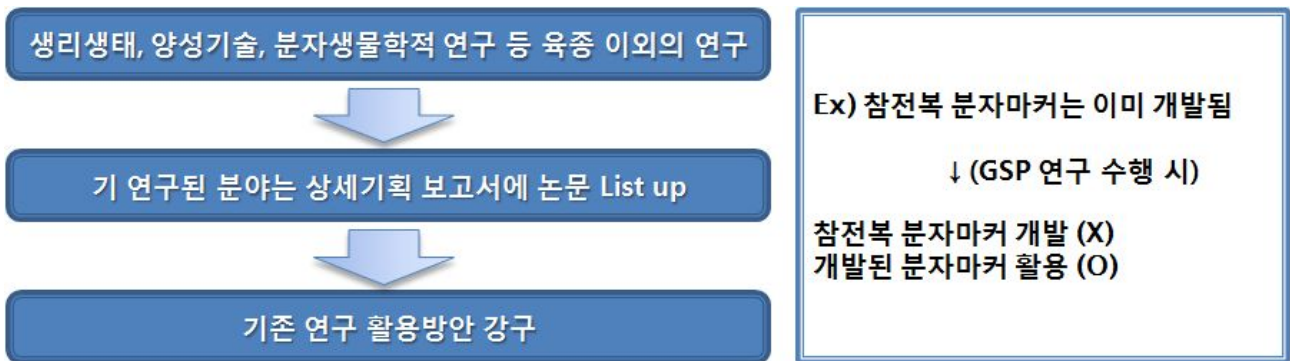 생리생태, 양성기술, 분자생물학적 연구 등 육종 이외의 연구
기 연구된 분야는 상세기획 보고서에 논문 List up
기존 연구 활용방안 강구
Ex) 참전복 분자마커는 이미 개발됨
↓ (GSP 연구 수행 시)
참전복 분자마커 개발 (X)
개발된 분자마커 활용 (O)